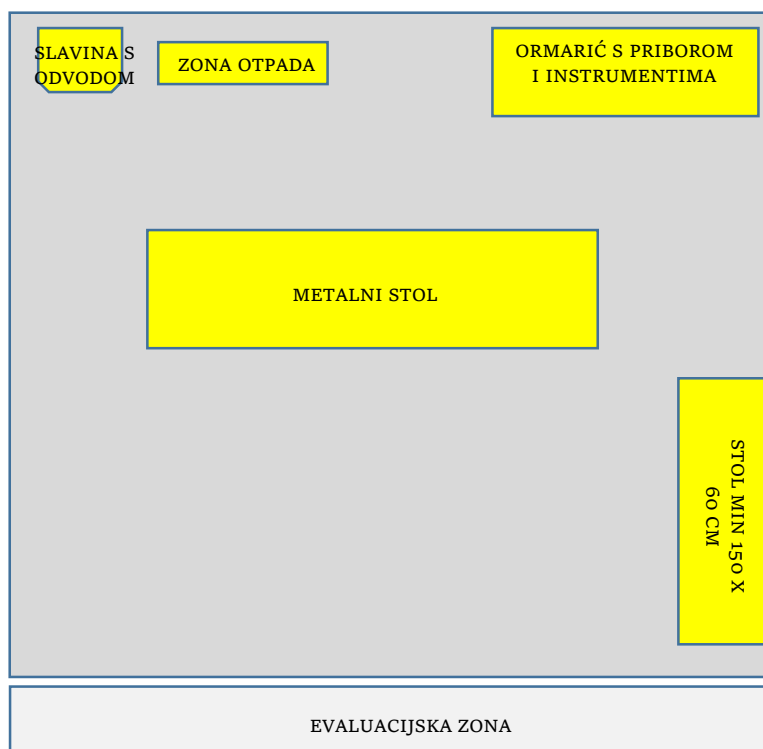 SLAVINA S
ODVODOM
ZONA OTPADA
ORMARIĆ S PRIBOROM
I INSTRUMENTIMA
METALNI STOL
STOL MIN 150 X
60 CM
EVALUACIJSKA ZONA